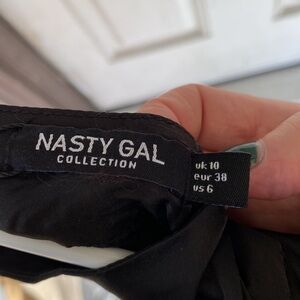 NASTY GAL
COLLECTION
uk 10
eur 38
us 6